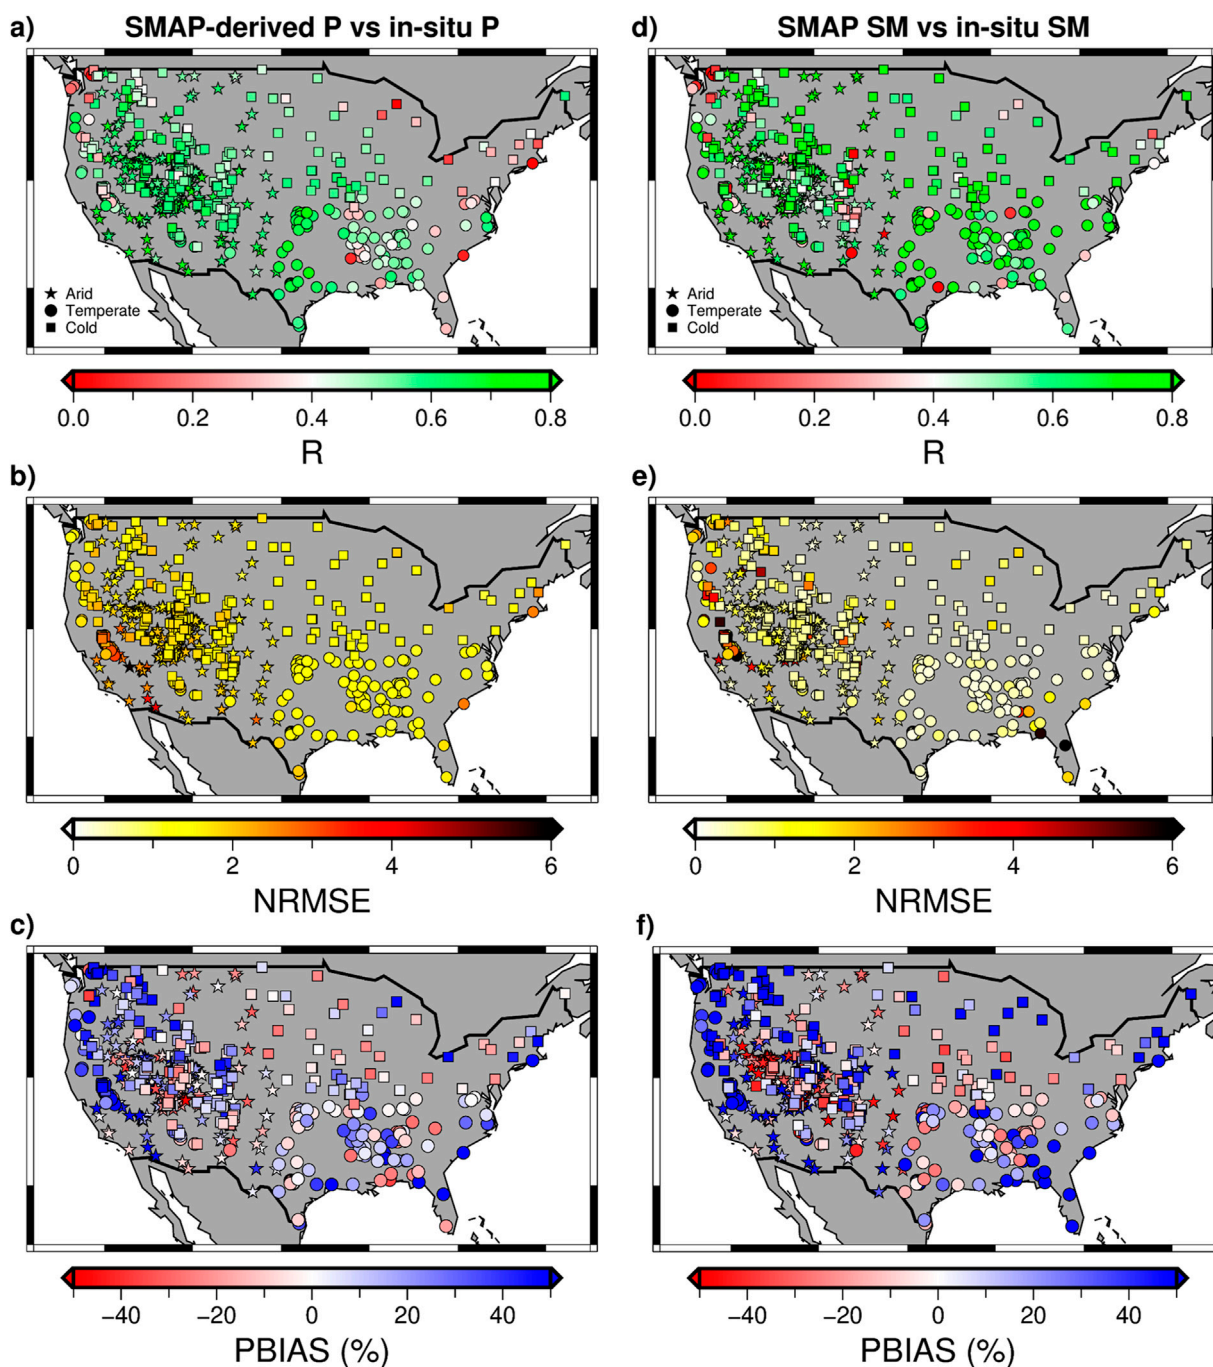 a)
SMAP-derived P vs in-situ P
Arid
Temperate
Cold
0.0 0.2 0.4 0.6 0.8
R
d)
SMAP SM vs in-situ SM
Arid
Temperate
Cold
0.0 0.2 0.4 0.6 0.8
R
b)
0 2 4 6
NRMSE
e)
0 2 4 6
NRMSE
c)
−40 −20 0 20 40
PBIAS (%)
f)
−40 −20 0 20 40
PBIAS (%)